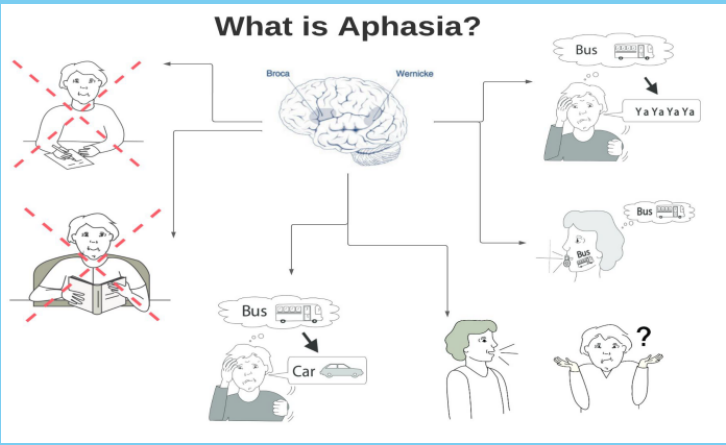 What is Aphasia?
Bus
Broca
Wernicke
Ya Ya Ya Ya
Bus
Bus
Bus
Car
?